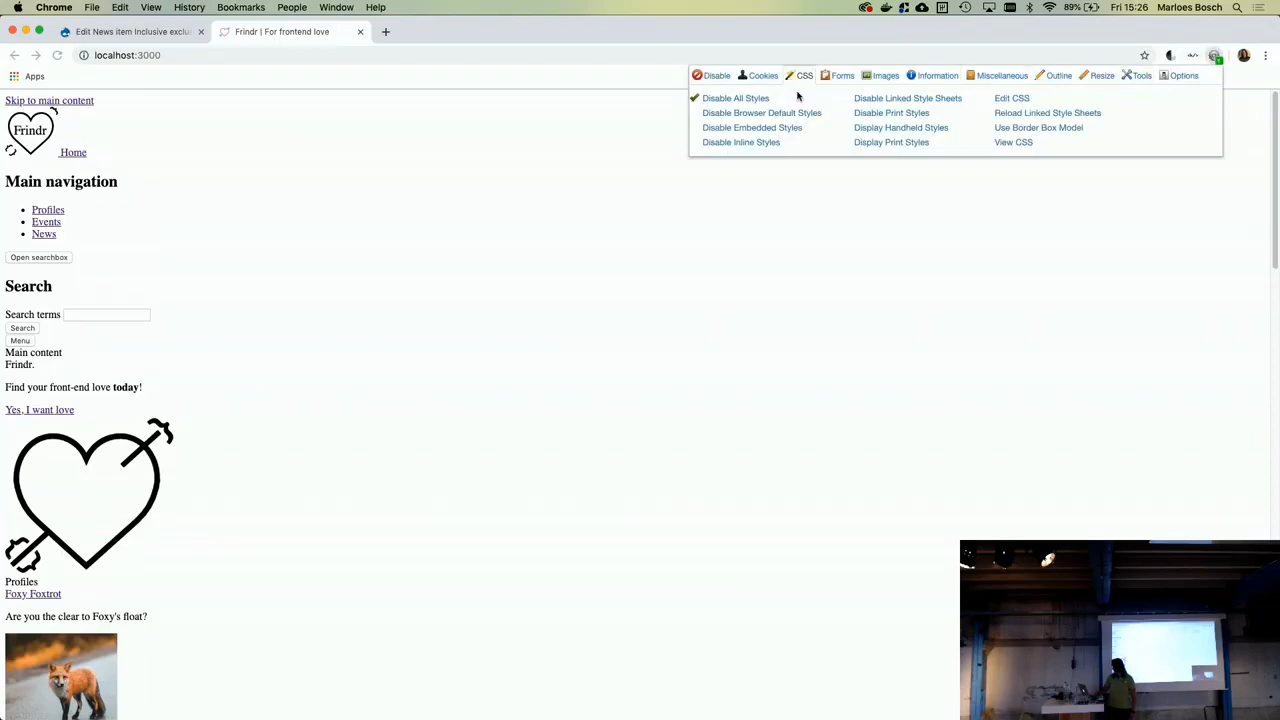 Chrome File Edit View History Bookmarks People Window Help 89% Fri 15:26 Marloes Bosch
Edit News item Inclusive exclu Frindr | For frontend love
localhost:3000
Apps
Disable Cookies CSS Forms Images Information Miscellaneous Outline Resize Tools Options
Disable All Styles Disable Linked Style Sheets Edit CSS
Disable Browser Default Styles Disable Print Styles Reload Linked Style Sheets
Disable Embedded Styles Display Handheld Styles Use Border Box Model
Disable Inline Styles Display Print Styles View CSS
Skip to main content
Frindr
Home
Main navigation
Profiles
Events
News
Open searchbox
Search
Search terms
Search
Menu
Main content
Frindr.
Find your front-end love today!
Yes, I want love
Profiles
Foxy Foxtrot
Are you the clear to Foxy's float?